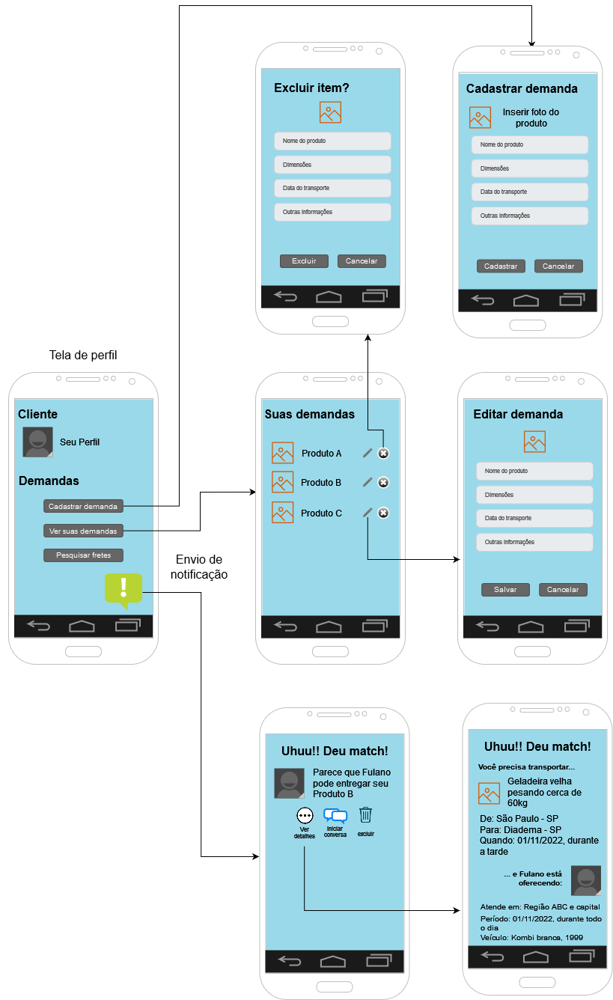 Excluir item?
Nome do produto
Dimensões
Data do transporte
Outras informações
Excluir
Cancelar
Cadastrar demanda
Inserir foto do
produto
Nome do produto
Dimensões
Data do transporte
Outras informações
Cadastrar
Cancelar
Tela de perfil
Cliente
Seu Perfil
Demandas
Cadastrar demanda
Ver suas demandas
Pesquisar fretes
!
Envio de
notificação
Suas demandas
Produto A
Produto B
Produto C
Editar demanda
Nome do produto
Dimensões
Data do transporte
Outras informações
Salvar
Cancelar
Uhuu!! Deu match!
Parece que Fulano
pode entregar seu
Produto B
Ver
detalhes
Iniciar
conversa
excluir
Uhuu!! Deu match!
Você precisa transportar...
Geladeira velha
pesando cerca de
60kg
De: São Paulo - SP
Para: Diadema - SP
Quando: 01/11/2022, durante
a tarde
... e Fulano está
oferecendo:
Atende em: Região ABC e capital
Período: 01/11/2022, durante todo
o dia
Veículo: Kombi branca, 1999